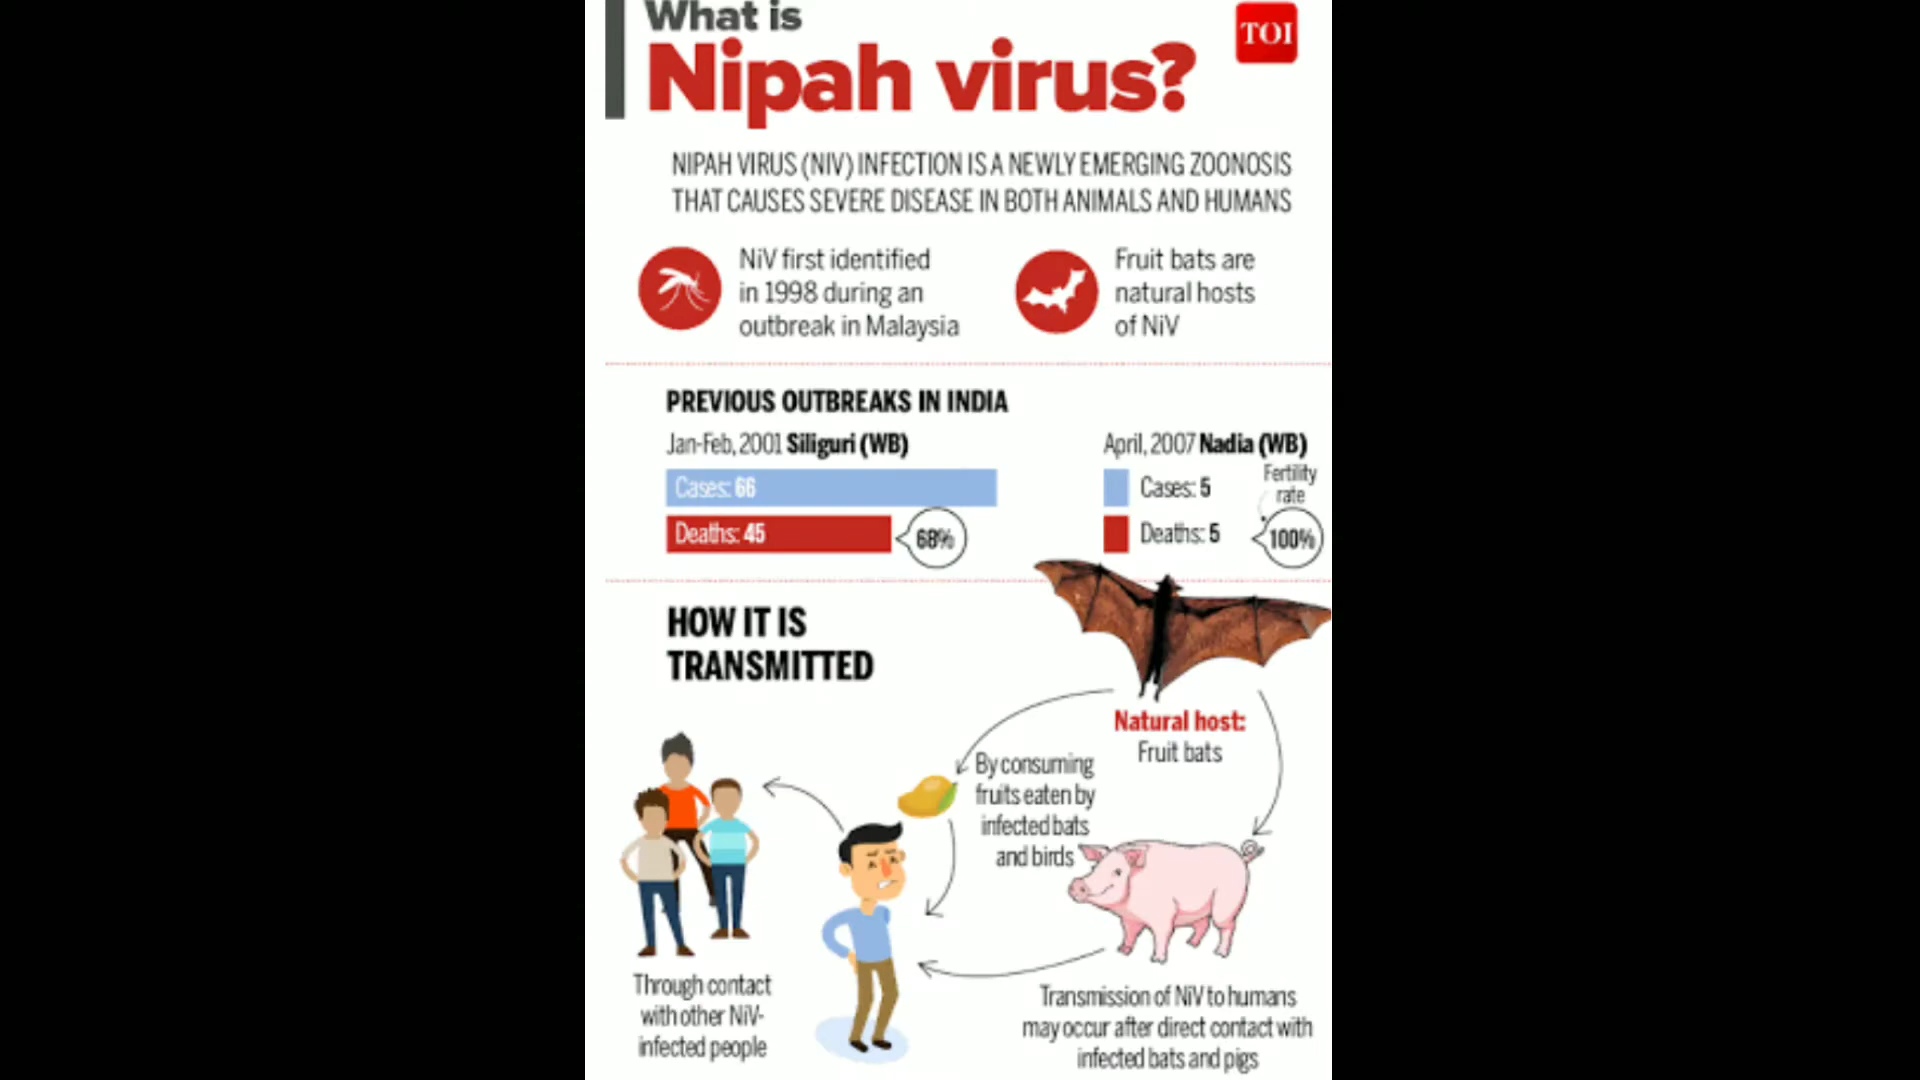 What is
Nipah virus?
TOI
NIPAH VIRUS (NIV) INFECTION IS A NEWLY EMERGING ZOONOSIS
THAT CAUSES SEVERE DISEASE IN BOTH ANIMALS AND HUMANS
NiV first identified
in 1998 during an
outbreak in Malaysia
Fruit bats are
natural hosts
of NiV
PREVIOUS OUTBREAKS IN INDIA
Jan-Feb, 2001 Siliguri (WB)
Cases: 66
Deaths: 45
68%
April, 2007 Nadia (WB)
Cases: 5
Deaths: 5
Fertility
rate
100%
HOW IT IS
TRANSMITTED
Natural host:
Fruit bats
By consuming
fruits eaten by
infected bats
and birds
Through contact
with other NiV-
infected people
Transmission of NiV to humans
may occur after direct contact with
infected bats and pigs